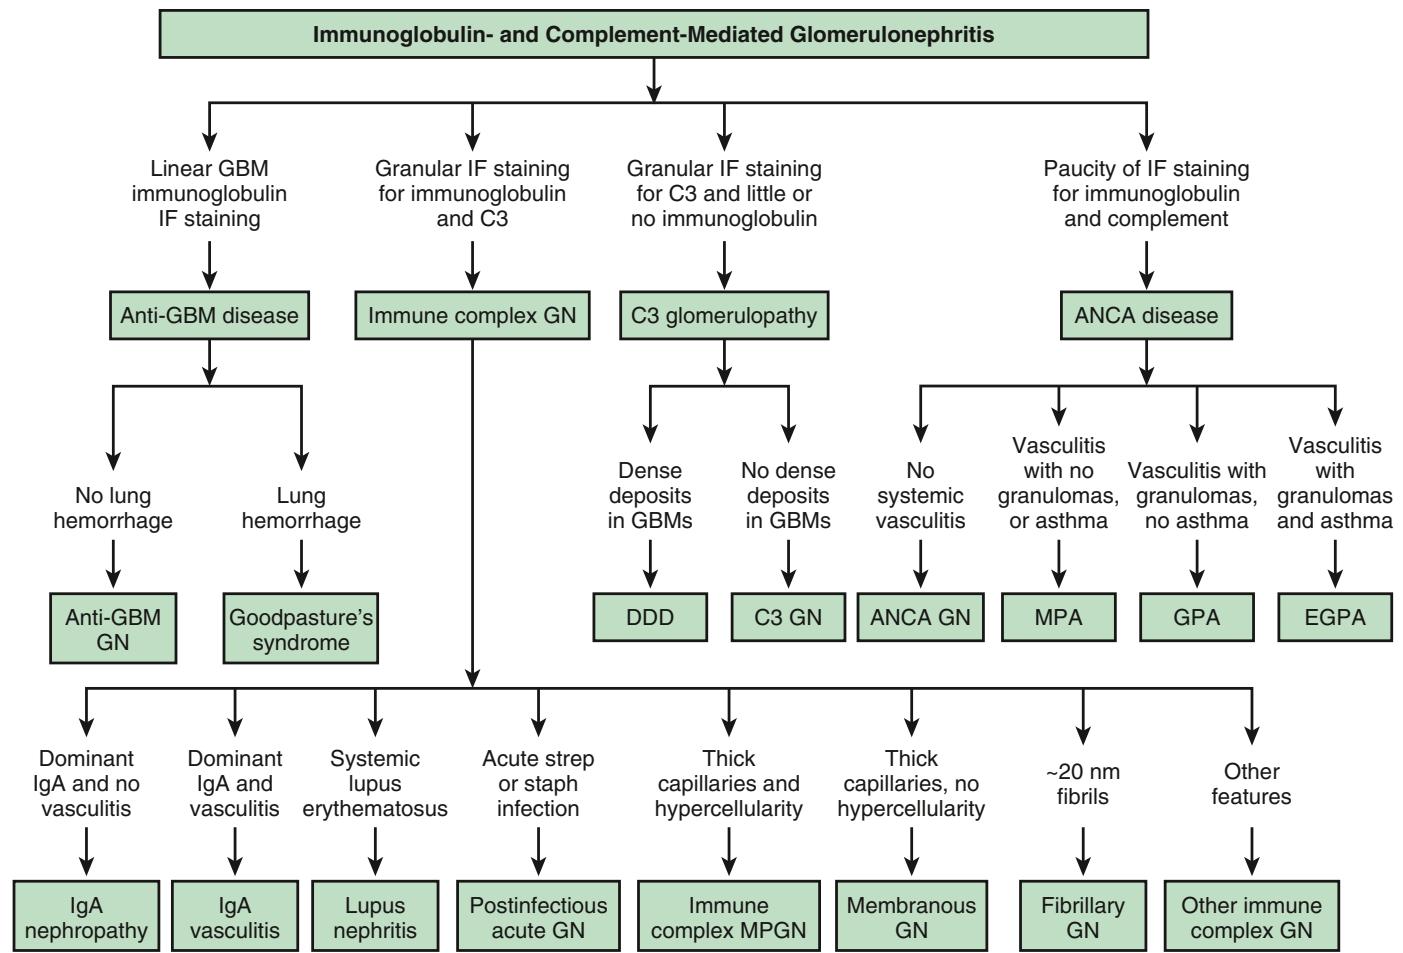 Immunoglobulin- and Complement-Mediated Glomerulonephritis
Linear GBM
immunoglobulin
IF staining
Granular IF staining
for immunoglobulin
and C3
Granular IF staining
for C3 and little or
no immunoglobulin
Paucity of IF staining
for immunoglobulin
and complement
Anti-GBM disease
Immune complex GN
C3 glomerulopathy
ANCA disease
No lung
hemorrhage
Lung
hemorrhage
Dense
deposits
in GBMs
No dense
deposits
in GBMs
No
systemic
vasculitis
Vasculitis
with no
granulomas,
or asthma
Vasculitis with
granulomas,
no asthma
Vasculitis
with
granulomas
and asthma
Anti-GBM
GN
Goodpasture's
syndrome
DDD
C3 GN
ANCA GN
MPA
GPA
EGPA
Dominant
IgA and no
vasculitis
Dominant
IgA and
vasculitis
Systemic
lupus
erythematosus
Acute strep
or staph
infection
Thick
capillaries and
hypercellularity
Thick
capillaries, no
hypercellularity
~20 nm
fibrils
Other
features
IgA
nephropathy
IgA
vasculitis
Lupus
nephritis
Postinfectious
acute GN
Immune
complex MPGN
Membranous
GN
Fibrillary
GN
Other immune
complex GN